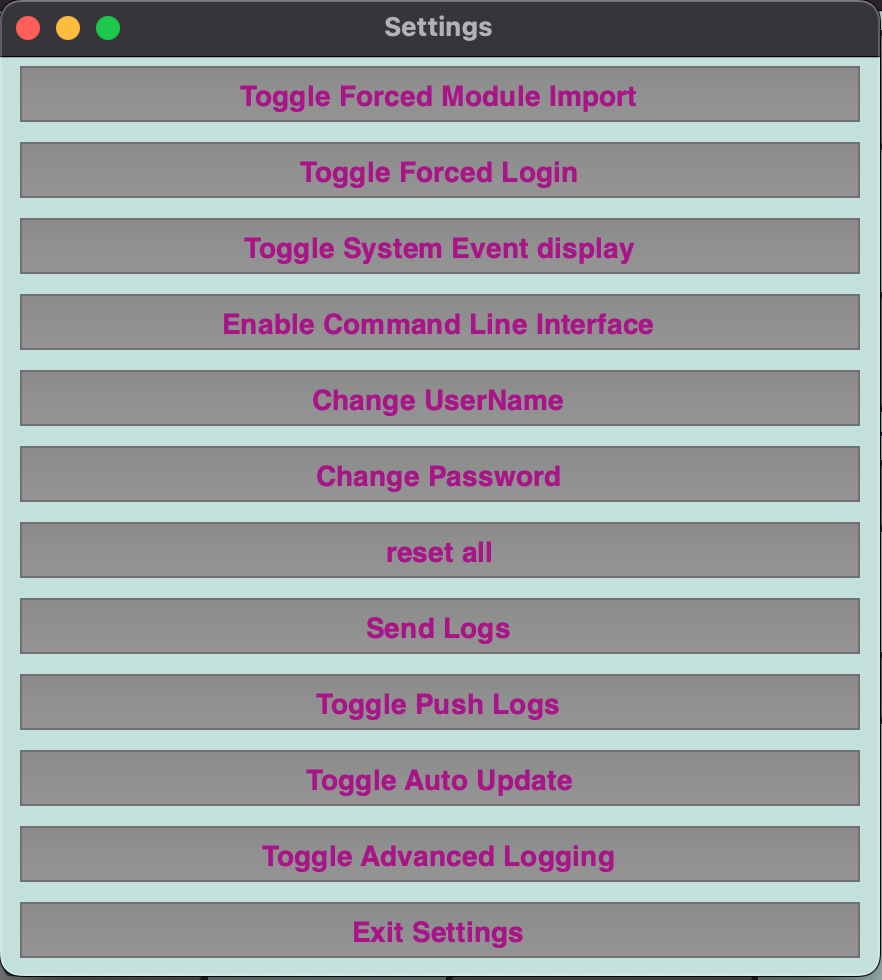 Settings
Toggle Forced Module Import
Toggle Forced Login
Toggle System Event display
Enable Command Line Interface
Change UserName
Change Password
reset all
Send Logs
Toggle Push Logs
Toggle Auto Update
Toggle Advanced Logging
Exit Settings